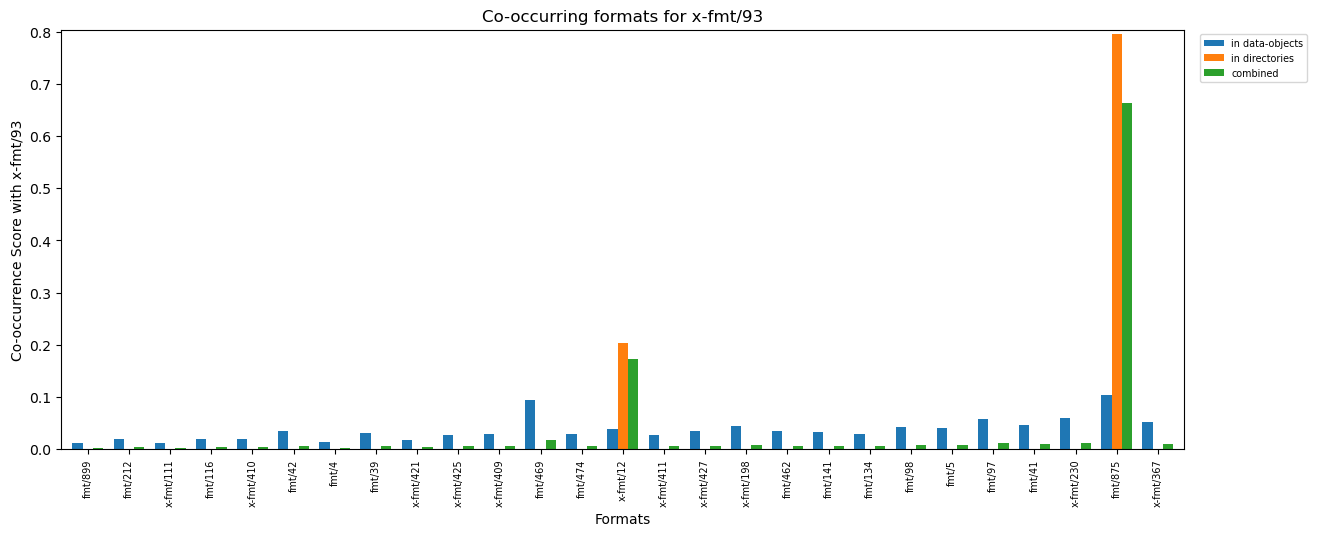 Co-occurring formats for x-fmt/93
in data-objects
in directories
combined
Co-occurrence Score with x-fmt/93
0.8
0.7
0.6
0.5
0.4
0.3
0.2
0.1
0.0
fmt/899
fmt/212
x-fmt/111
fmt/116
x-fmt/410
fmt/42
fmt/4
fmt/39
x-fmt/421
x-fmt/425
x-fmt/409
fmt/469
fmt/474
x-fmt/12
x-fmt/411
x-fmt/427
x-fmt/198
fmt/462
fmt/141
fmt/134
fmt/98
fmt/5
fmt/97
fmt/41
x-fmt/230
fmt/875
x-fmt/367
Formats